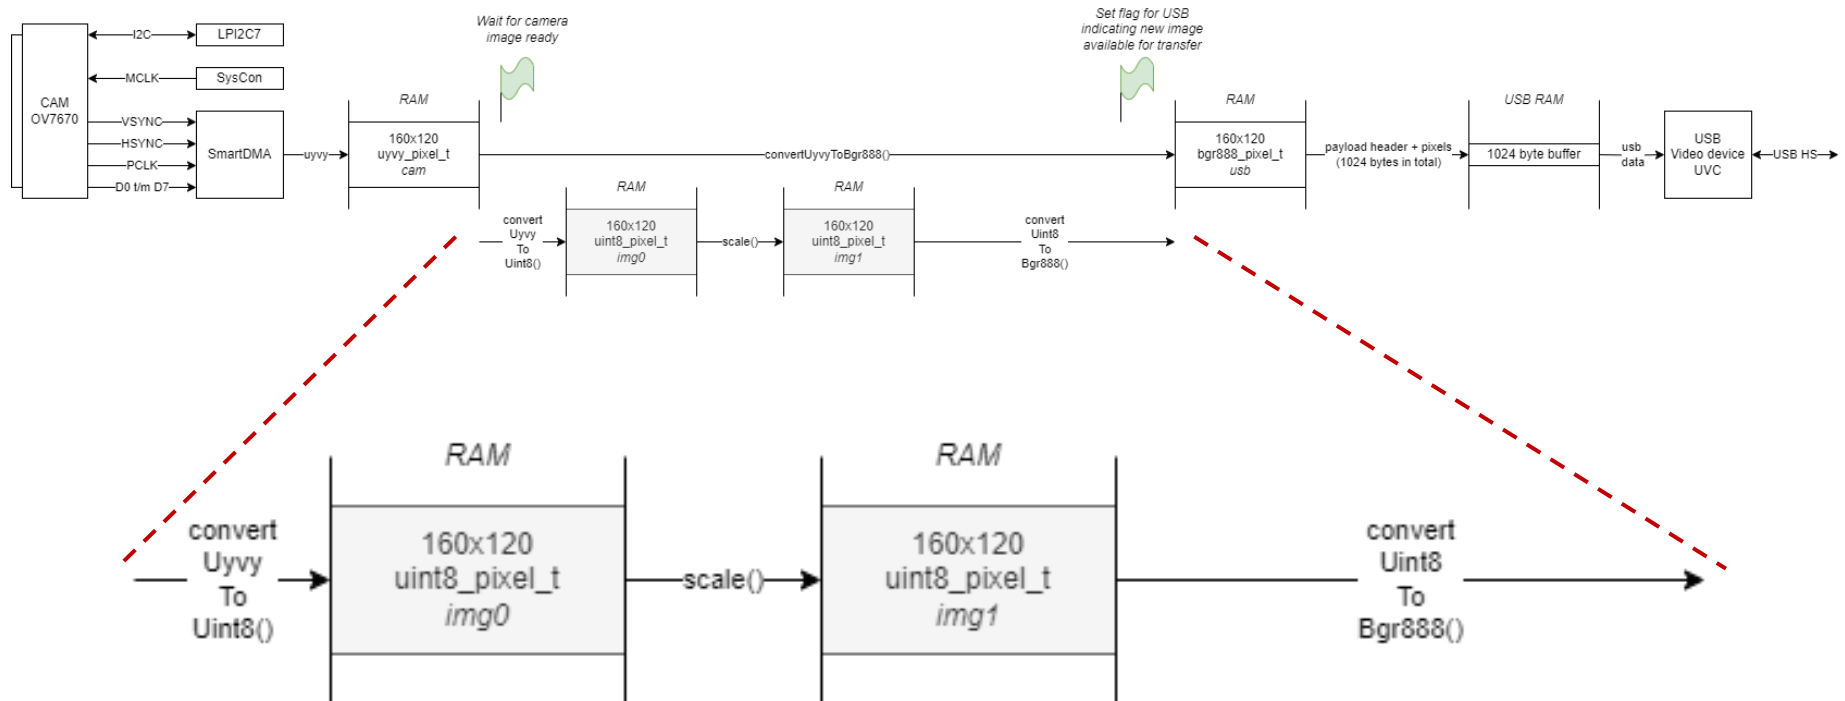 Wait for camera
image ready
Set flag for USB
indicating new image
available for transfer
CAM
OV7670
I2C
LPI2C7
MCLK
SysCon
VSYNC
HSYNC
PCLK
D0 t/m D7
SmartDMA
uyvy
RAM
160x120
uyvy_pixel_t
cam
convertUyvyToBgr888()
RAM
160x120
bgr888_pixel_t
usb
payload header + pixels
(1024 bytes in total)
USB RAM
1024 byte buffer
usb
data
USB
Video device
UVC
USB HS
convert
Uyvy
To
Uint8()
RAM
160x120
uint8_pixel_t
img0
scale()
RAM
160x120
uint8_pixel_t
img1
convert
Uint8
To
Bgr888()
convert
Uyvy
To
Uint8()
RAM
160x120
uint8_pixel_t
img0
scale()
RAM
160x120
uint8_pixel_t
img1
convert
Uint8
To
Bgr888()